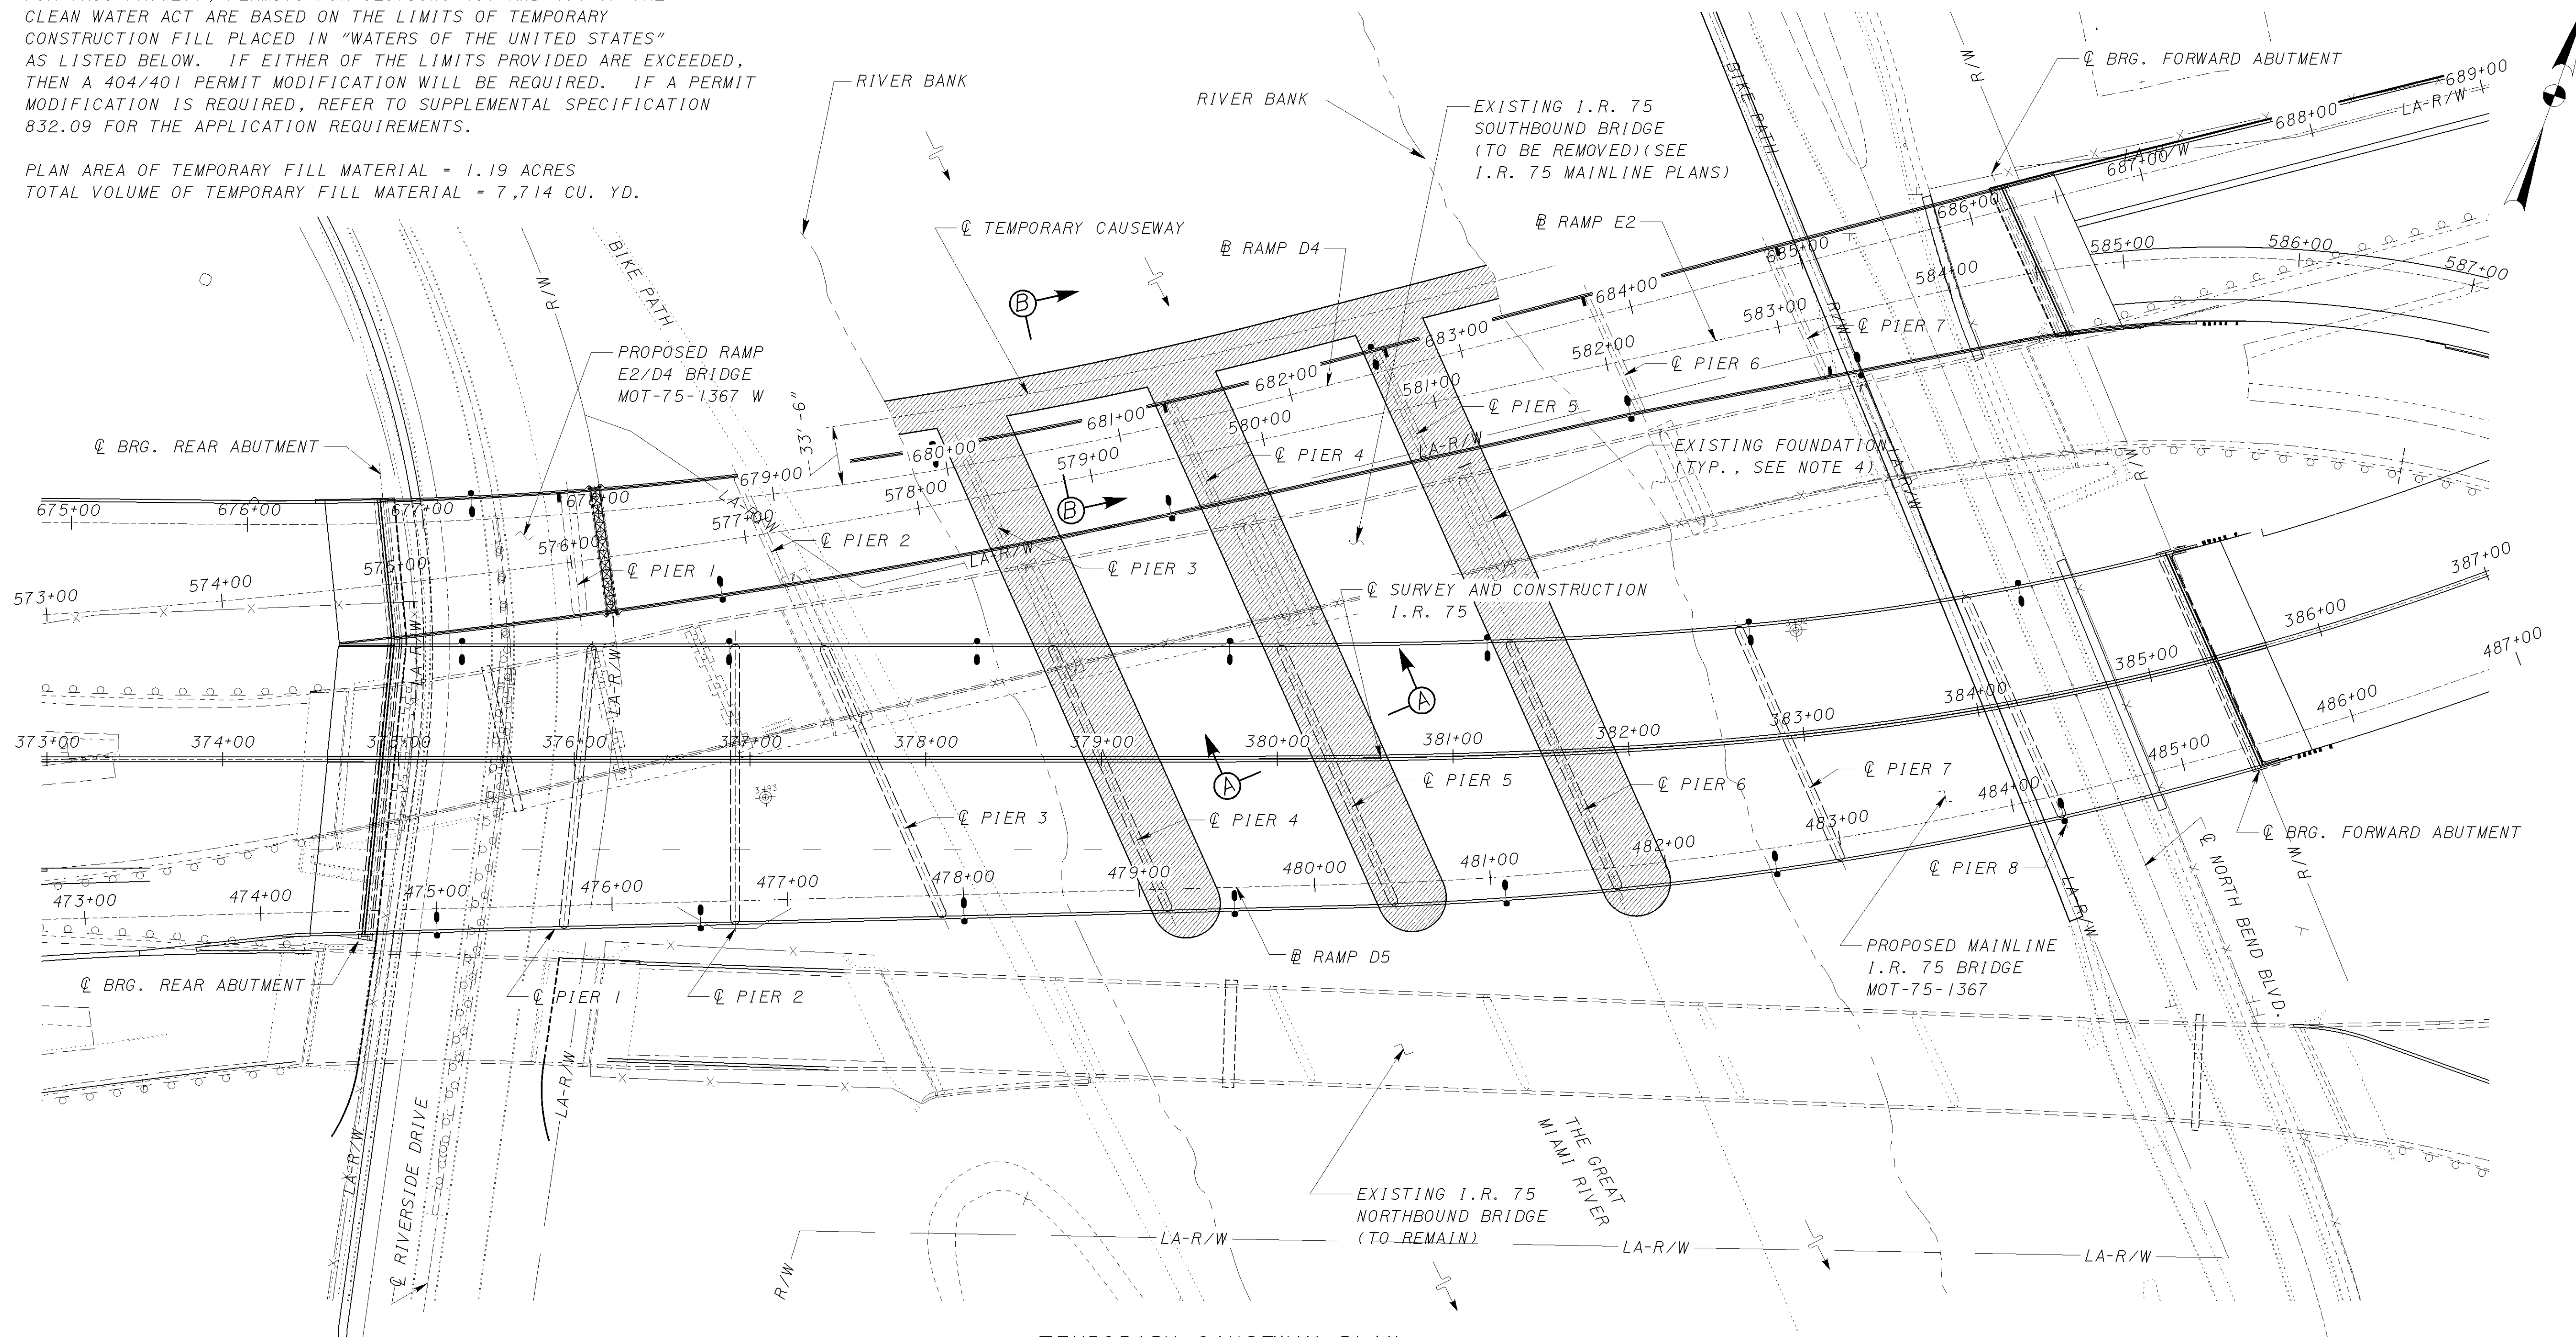 CLEAN WATER ACT ARE BASED ON THE LIMITS OF TEMPORARY
CONSTRUCTION FILL PLACED IN "WATERS OF THE UNITED STATES"
AS LISTED BELOW. IF EITHER OF THE LIMITS PROVIDED ARE EXCEEDED,
THEN A 404/401 PERMIT MODIFICATION WILL BE REQUIRED. IF A PERMIT
MODIFICATION IS REQUIRED, REFER TO SUPPLEMENTAL SPECIFICATION
832.09 FOR THE APPLICATION REQUIREMENTS.
PLAN AREA OF TEMPORARY FILL MATERIAL = 1.19 ACRES
TOTAL VOLUME OF TEMPORARY FILL MATERIAL = 7,714 CU. YD.
RIVER BANK
RIVER BANK
EXISTING I.R. 75
SOUTHBOUND BRIDGE
(TO BE REMOVED)(SEE
I.R. 75 MAINLINE PLANS)
BIKE PATH
R/W
℄ BRG. FORWARD ABUTMENT
689+00
LA-R/W
688+00
LA-R/W
687+00
686+00
685+00
684+00
683+00
682+00
681+00
680+00
679+00
678+00
677+00
676+00
675+00
℄ TEMPORARY CAUSEWAY
B RAMP D4
B RAMP E2
585+00
586+00
587+00
584+00
583+00
582+00
581+00
580+00
579+00
578+00
577+00
576+00
575+00
574+00
573+00
BIKE PATH
R/W
PROPOSED RAMP
E2/D4 BRIDGE
MOT-75-1367 W
33'-6"
B
B
℄ BRG. REAR ABUTMENT
℄ PIER 1
℄ PIER 2
℄ PIER 3
℄ PIER 4
℄ PIER 5
℄ PIER 6
℄ PIER 7
R/W
LA-R/W
LA-R/W
LA-R/W
LA-R/W
R/W
EXISTING FOUNDATION
(TYP., SEE NOTE 4)
℄ SURVEY AND CONSTRUCTION
I.R. 75
LA-R/W
LA-R/W
A
A
373+00
374+00
375+00
376+00
377+00
378+00
379+00
380+00
381+00
382+00
383+00
384+00
385+00
386+00
387+00
3493
℄ PIER 3
℄ PIER 4
℄ PIER 5
℄ PIER 6
℄ PIER 7
℄ PIER 8
℄ BRG. FORWARD ABUTMENT
473+00
474+00
475+00
476+00
477+00
478+00
479+00
480+00
481+00
482+00
483+00
484+00
485+00
486+00
487+00
℄ BRG. REAR ABUTMENT
℄ PIER 1
℄ PIER 2
B RAMP D5
PROPOSED MAINLINE
I.R. 75 BRIDGE
MOT-75-1367
LA-R/W
℄ NORTH BEND BLVD.
R/W
LA-R/W
LA-R/W
℄ RIVERSIDE DRIVE
R/W
THE GREAT
MIAMI RIVER
EXISTING I.R. 75
NORTHBOUND BRIDGE
(TO REMAIN)
LA-R/W
LA-R/W
LA-R/W